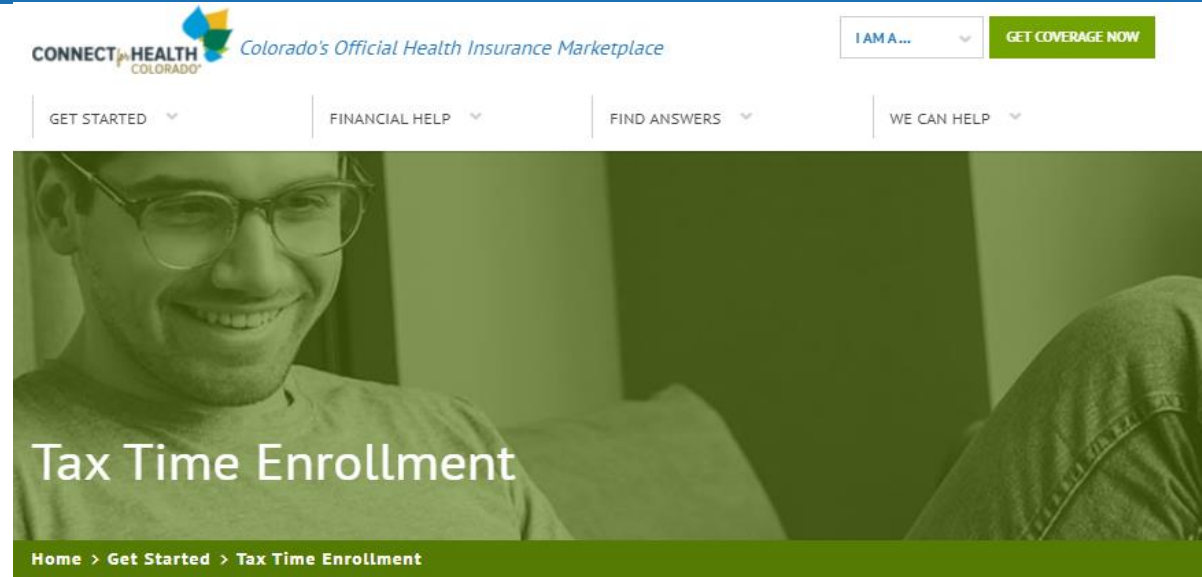 CONNECT for HEALTH
COLORADO®
Colorado's Official Health Insurance Marketplace
I AM A...
GET COVERAGE NOW
GET STARTED
FINANCIAL HELP
FIND ANSWERS
WE CAN HELP
Tax Time Enrollment
Home > Get Started > Tax Time Enrollment